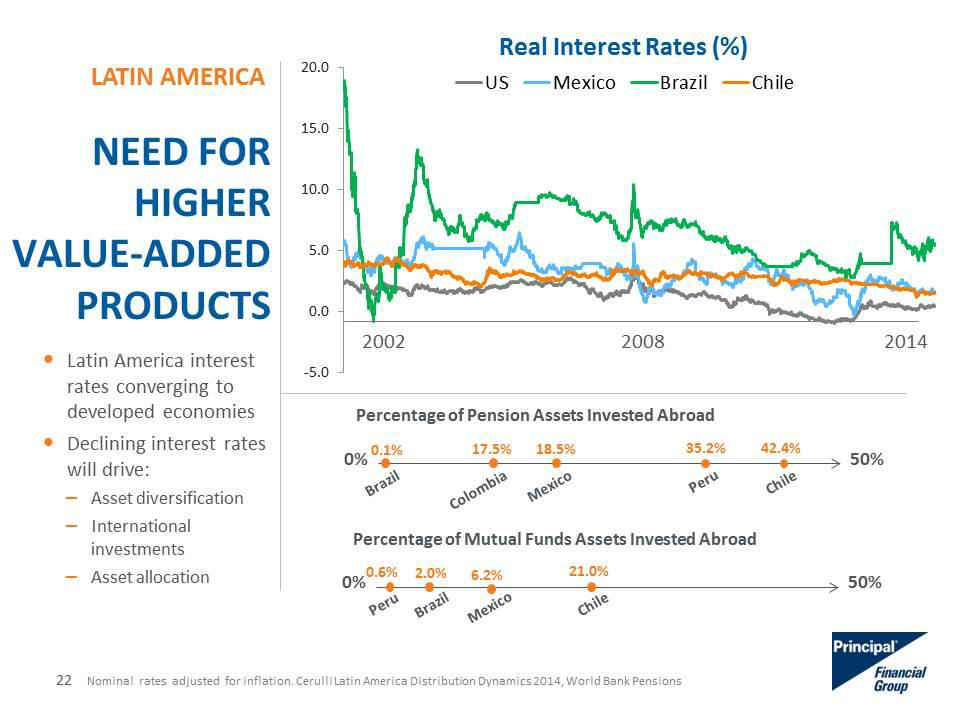 LATIN AMERICA
NEED FOR
HIGHER
VALUE-ADDED
PRODUCTS
• Latin America interest
rates converging to
developed economies
• Declining interest rates
will drive:
– Asset diversification
– International
investments
– Asset allocation
Real Interest Rates (%)
US Mexico Brazil Chile
20.0
15.0
10.0
5.0
0.0
-5.0
2002 2008 2014
Percentage of Pension Assets Invested Abroad
0% 0.1% 17.5% 18.5% 35.2% 42.4% 50%
Brazil Colombia Mexico Peru Chile
Percentage of Mutual Funds Assets Invested Abroad
0% 0.6% 2.0% 6.2% 21.0% 50%
Peru Brazil Mexico Chile
22 Nominal rates adjusted for inflation. Cerulli Latin America Distribution Dynamics 2014, World Bank Pensions
Principal®
Financial
Group